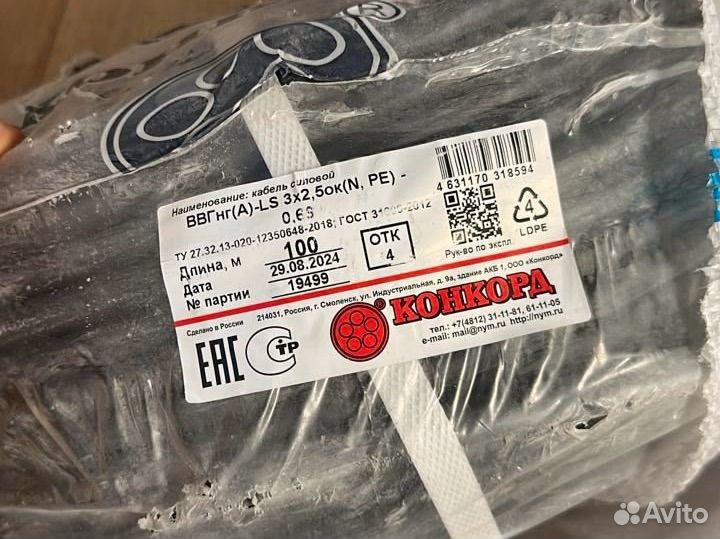 Наименование: кабель силовой
ВВГнг(А)-LS 3х2,5ок(N, PE) -
0,66
ТУ 27.32.13-020-12350648-2018; ГОСТ 31996-2012
Длина, м 100
Дата 29.08.2024
№ партии 19499
ОТК
4
4 631170 318594
Рук-во по экспл.
4
LDPE
Сделано в России
214031, Россия, г. Смоленск, ул. Индустриальная, д. 9а, здание АКБ 1, ООО «Конкорд»
EAC
СТР
КОНКОРД
®
тел.: +7(4812) 31-11-81, 61-11-05
e-mail: mail@nym.ru http://nym.ru
Avito